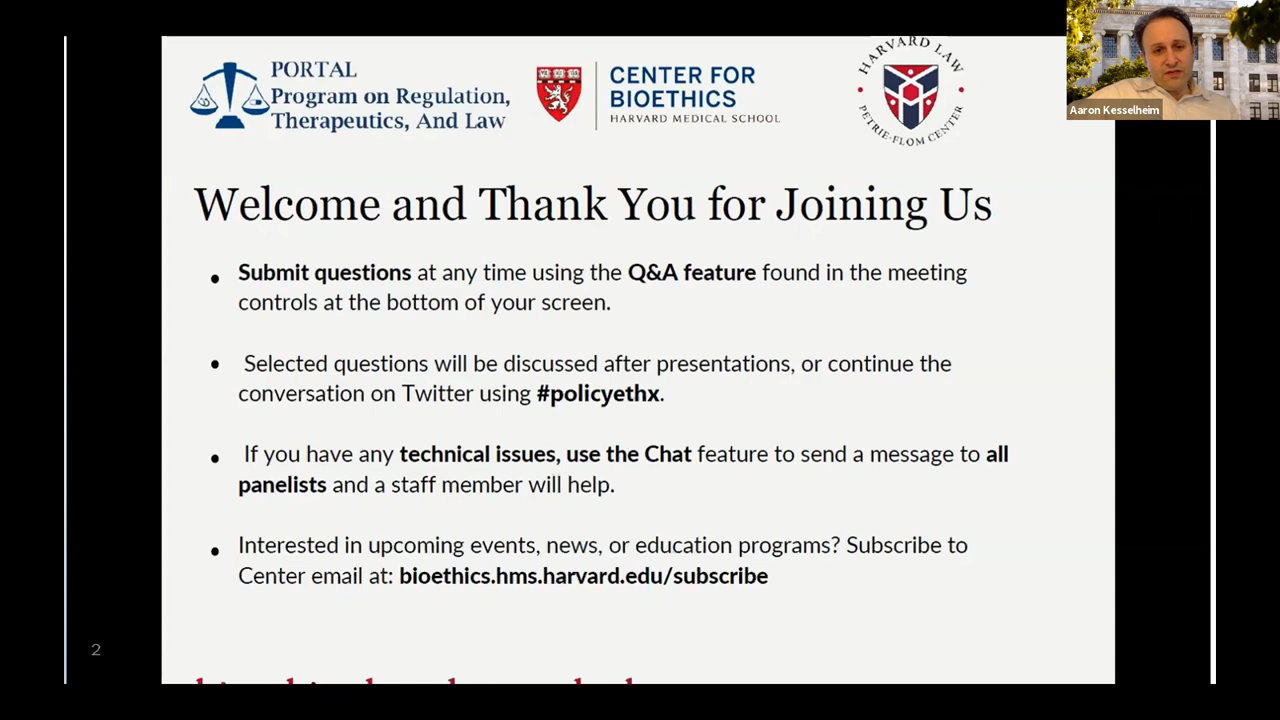 PORTAL
Program on Regulation,
Therapeutics, And Law
CENTER FOR
BIOETHICS
HARVARD MEDICAL SCHOOL
HARVARD LAW
PETRIE-FLOM CENTER
Aaron Kesselheim
Welcome and Thank You for Joining Us
• Submit questions at any time using the Q&A feature found in the meeting
controls at the bottom of your screen.
• Selected questions will be discussed after presentations, or continue the
conversation on Twitter using #policyethx.
• If you have any technical issues, use the Chat feature to send a message to all
panelists and a staff member will help.
• Interested in upcoming events, news, or education programs? Subscribe to
Center email at: bioethics.hms.harvard.edu/subscribe
2